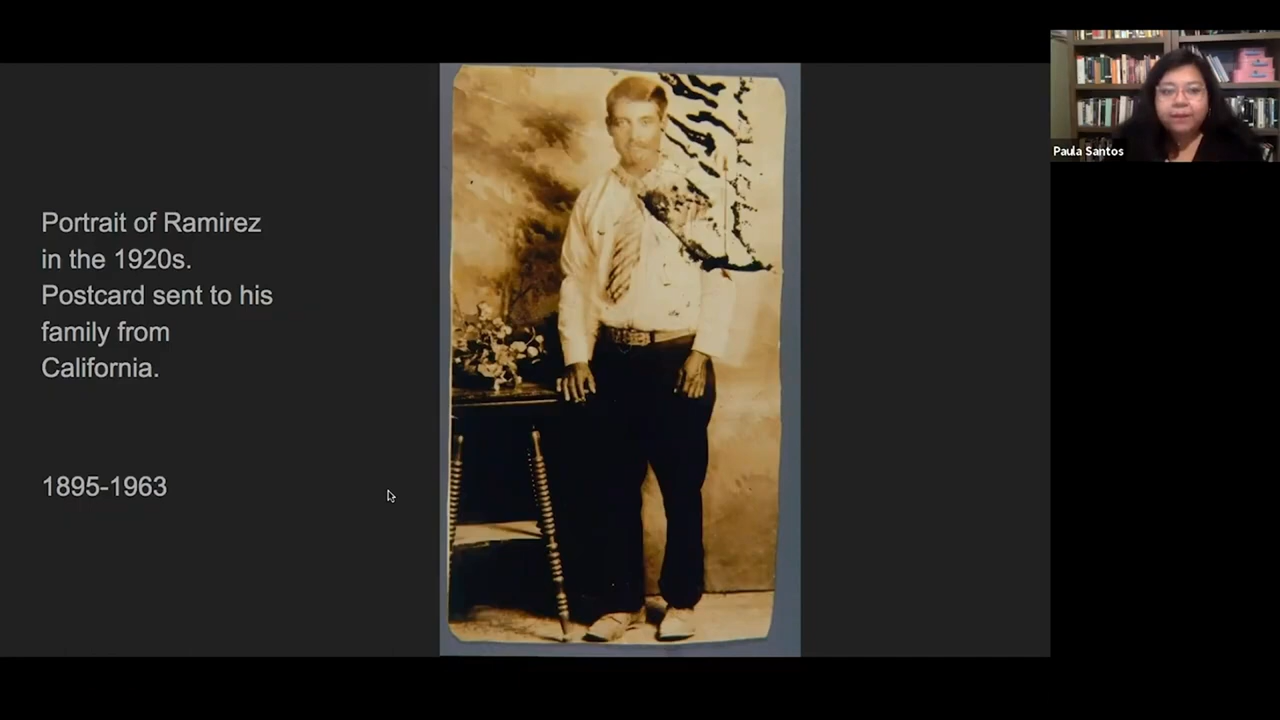 Portrait of Ramirez
in the 1920s.
Postcard sent to his
family from
California.
1895-1963
Paula Santos